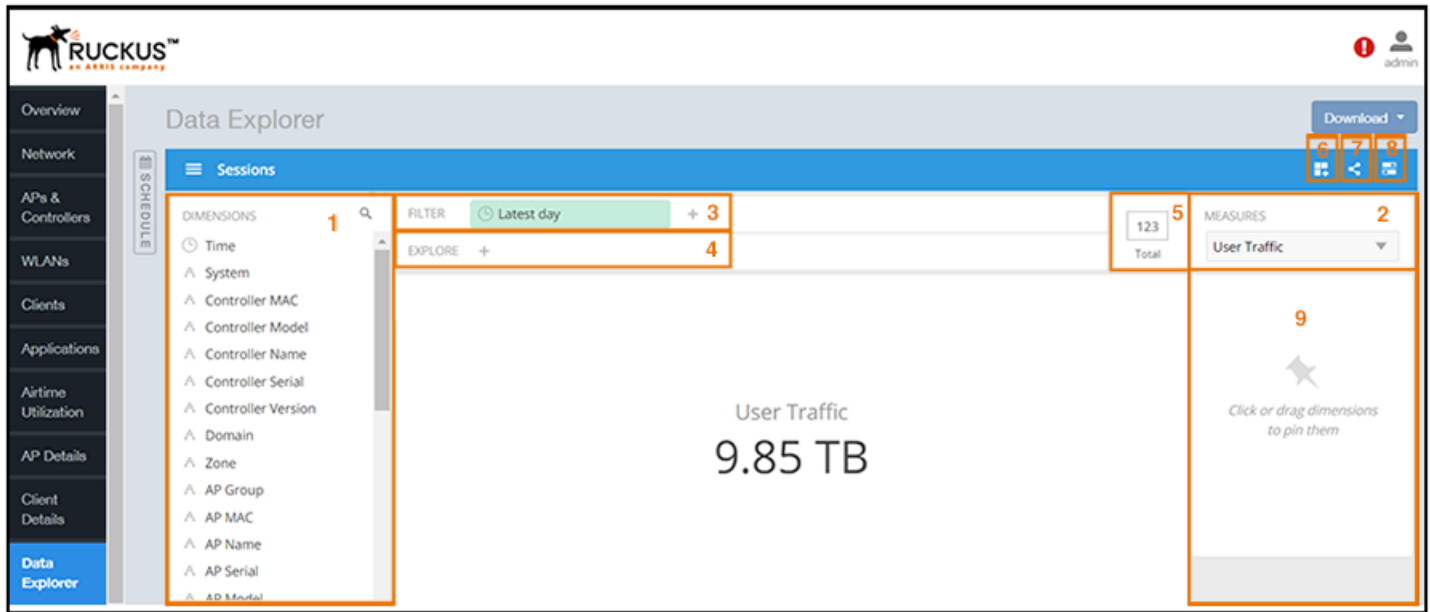 RUCKUS™
an ARRIS company
admin
Overview
Network
APs &
Controllers
WLANs
Clients
Applications
Airtime
Utilization
AP Details
Client
Details
Data
Explorer
SCHEDULE
Data Explorer
Download
Sessions
6 7 8
DIMENSIONS 1
Time
System
Controller MAC
Controller Model
Controller Name
Controller Serial
Controller Version
Domain
Zone
AP Group
AP MAC
AP Name
AP Serial
AP Model
FILTER Latest day + 3
EXPLORE + 4
5
123
Total
MEASURES 2
User Traffic
User Traffic
9.85 TB
9
Click or drag dimensions
to pin them